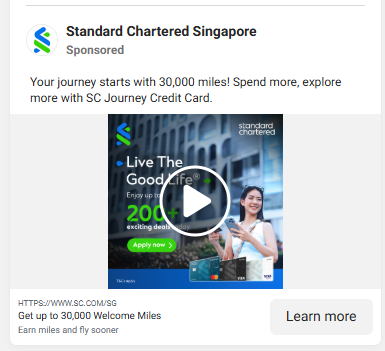 Standard Chartered Singapore
Sponsored
Your journey starts with 30,000 miles! Spend more, explore
more with SC Journey Credit Card.
standard
chartered
Live The
Good Life®
Enjoy up to
200+
exciting deals today
Apply now >
T&Cs apply
VISA
HTTPS://WWW.SC.COM/SG
Get up to 30,000 Welcome Miles
Earn miles and fly sooner
Learn more